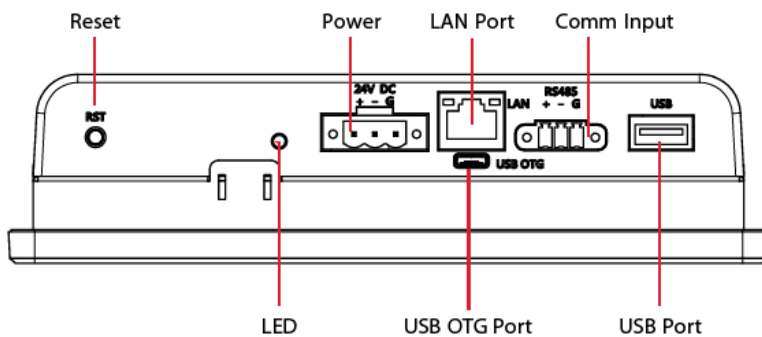 Reset Power LAN Port Comm Input
24V DC
+ − G
RST
LAN
RS485
+ − G
USB
USB OTG
LED USB OTG Port USB Port